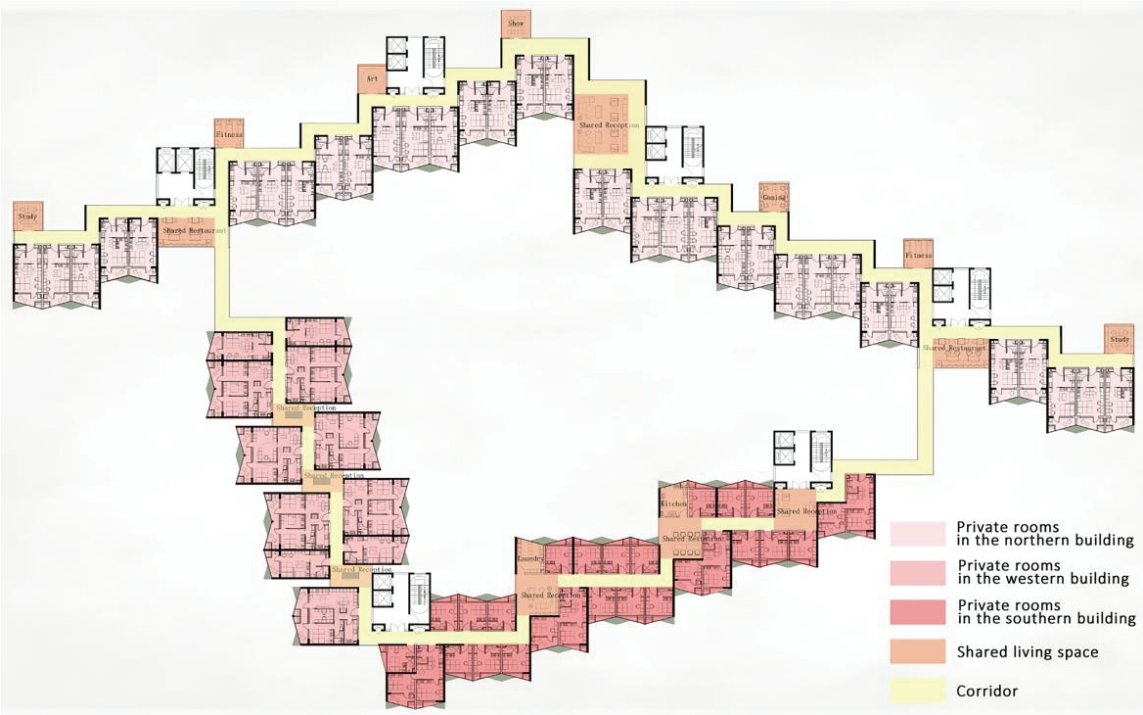 Show
Art
Shared Reception
Fitness
Gaming
Study
Shared Restaurant
Fitness
Study
Shared Restaurant
Shared Reception
Shared Reception
Kitchen
Shared Reception
Shared Restaurant
Laundry
Shared Reception
Shared Reception
Private rooms
in the northern building
Private rooms
in the western building
Private rooms
in the southern building
Shared living space
Corridor